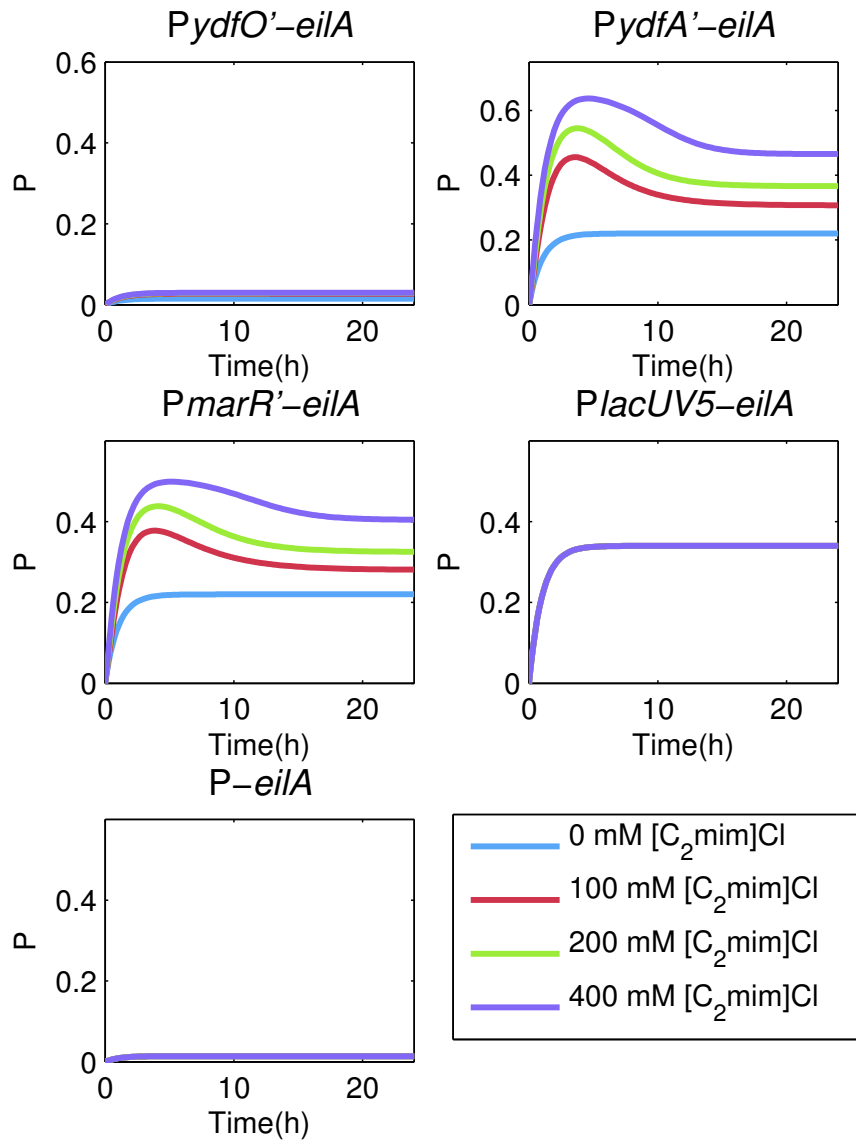 PydfO’−eilA
PydfA’−eilA
0.6
0.4
0.2
0
P
0 10 20
Time(h)
0.6
0.4
0.2
0
P
0 10 20
Time(h)
PmarR’−eilA
PlacUV5−eilA
0.4
0.2
0
P
0 10 20
Time(h)
0.4
0.2
0
P
0 10 20
Time(h)
P−eilA
0.4
0.2
0
P
0 10 20
Time(h)
0 mM [C2mim]Cl
100 mM [C2mim]Cl
200 mM [C2mim]Cl
400 mM [C2mim]Cl